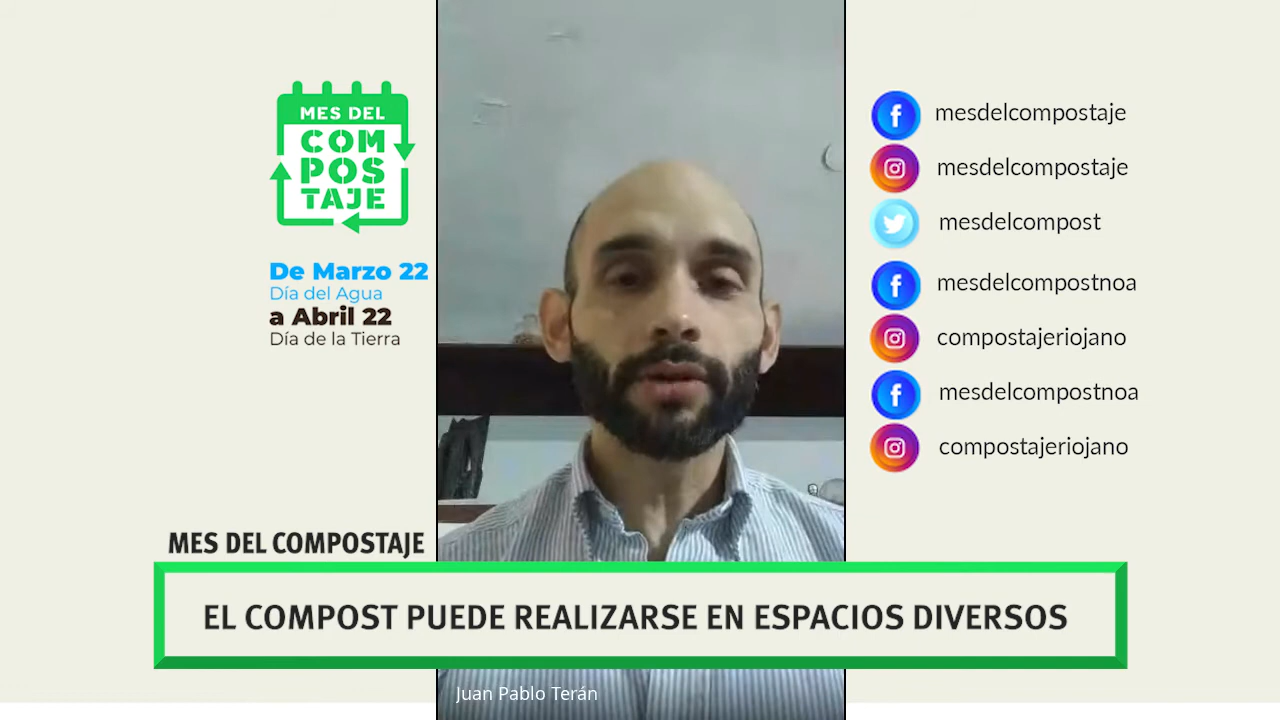 MES DEL
COM
POS
TAJE
De Marzo 22
Día del Agua
a Abril 22
Día de la Tierra
mesdelcompostaje
mesdelcompostaje
mesdelcompost
mesdelcompostnoa
compostajeriojano
mesdelcompostnoa
compostajeriojano
MES DEL COMPOSTAJE
EL COMPOST PUEDE REALIZARSE EN ESPACIOS DIVERSOS
Juan Pablo Terán